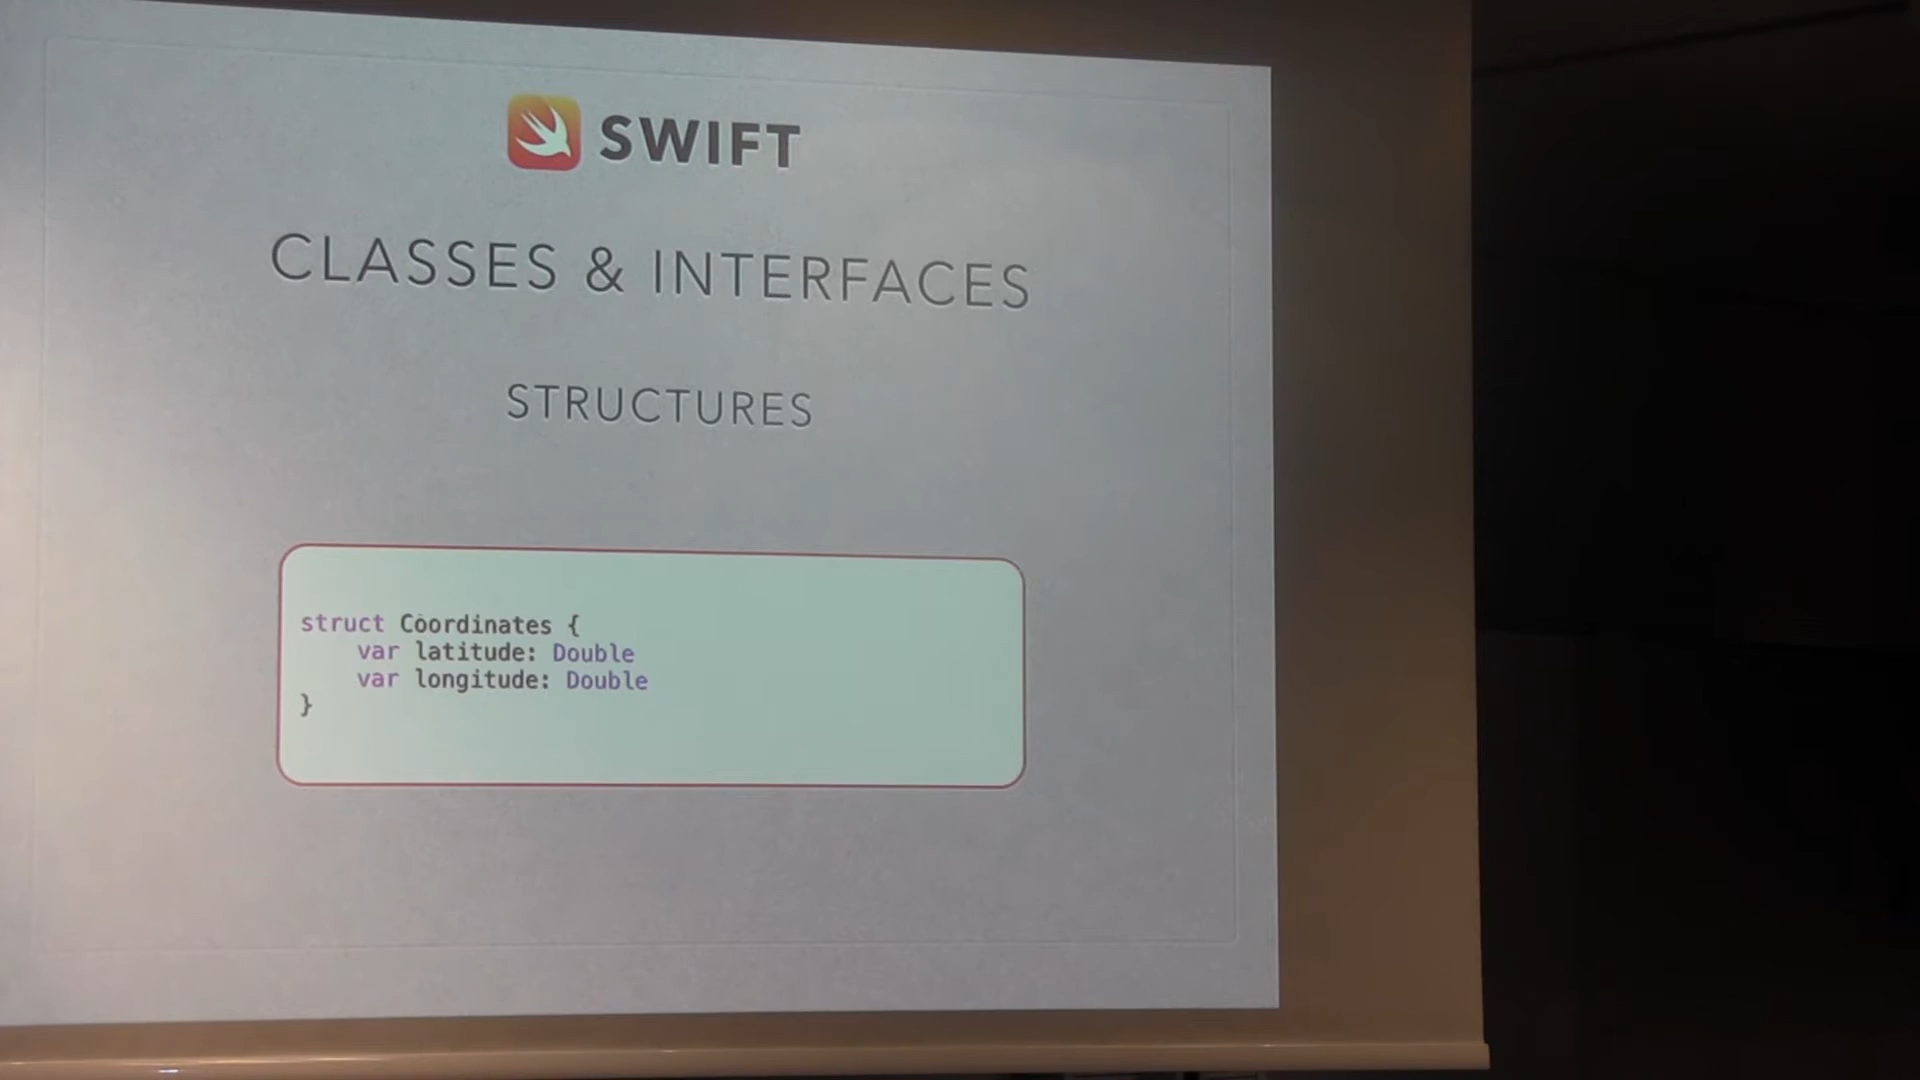 SWIFT
CLASSES & INTERFACES
STRUCTURES
struct Coordinates {
    var latitude: Double
    var longitude: Double
}